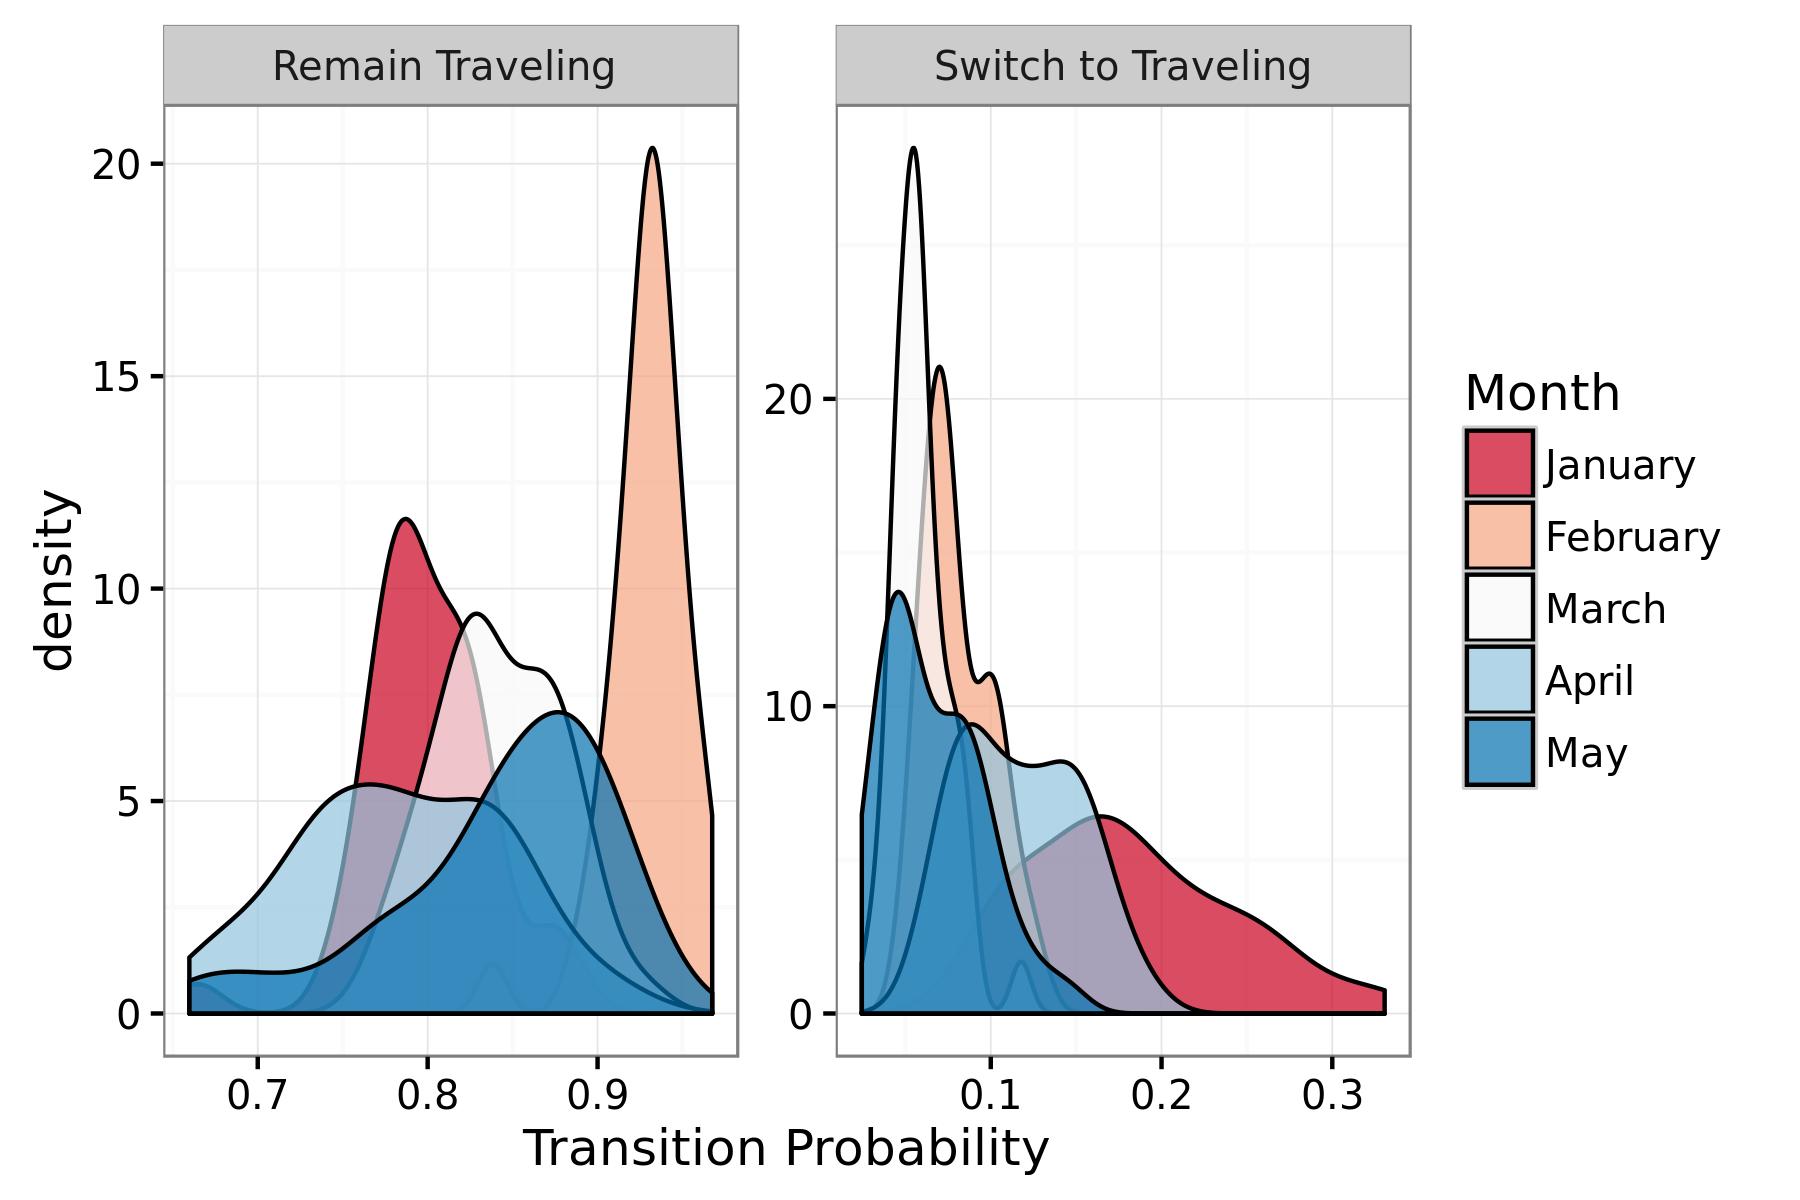 Remain Traveling
Switch to Traveling
density
20
15
10
5
0
20
10
0
0.7 0.8 0.9
0.1 0.2 0.3
Transition Probability
Month
January
February
March
April
May